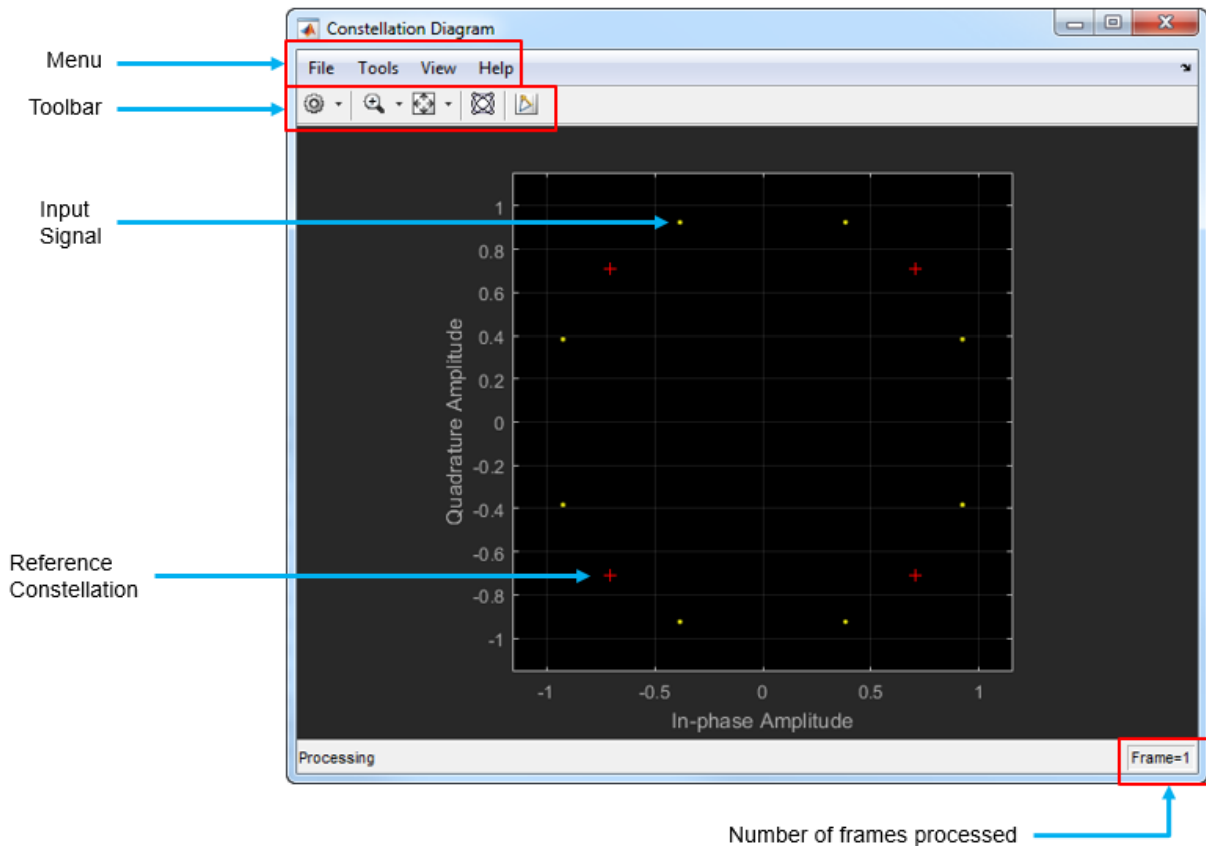 Constellation Diagram
Menu
File Tools View Help
Toolbar
Input
Signal
1
0.8
0.6
0.4
0.2
0
-0.2
-0.4
-0.6
-0.8
-1
Quadrature Amplitude
Reference
Constellation
-1 -0.5 0 0.5 1
In-phase Amplitude
Processing
Frame=1
Number of frames processed